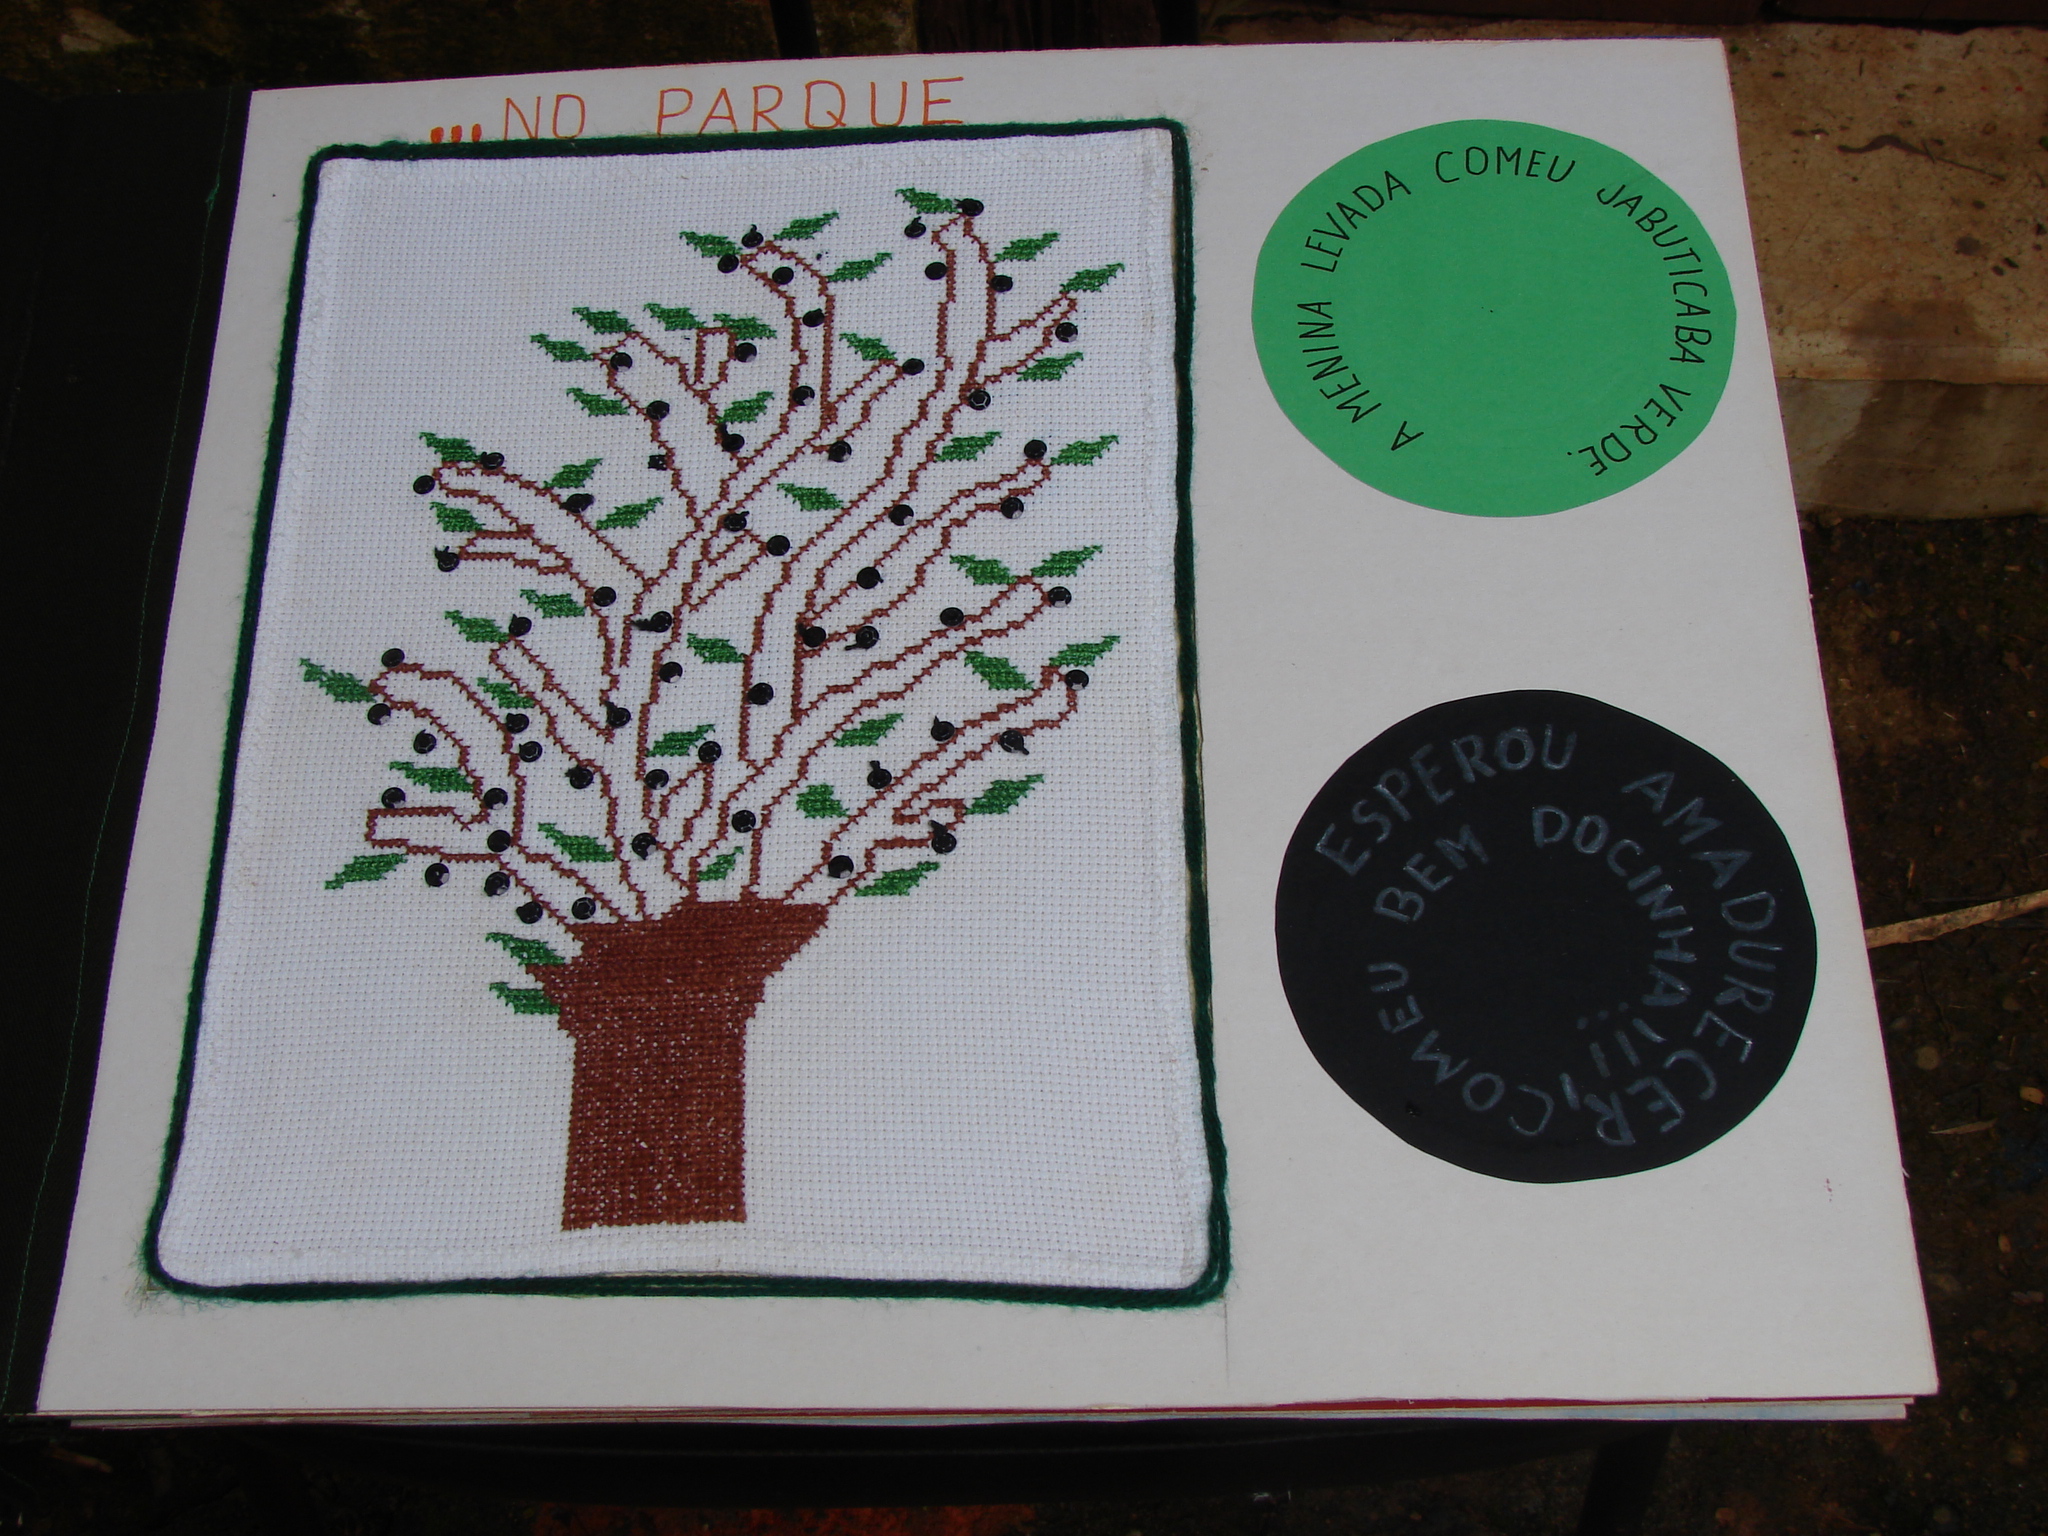 ...NO PARQUE
A MENINA LEVADA COMEU JABUTICABA VERDE.
ESPEROU AMADURECER,
COMEU BEM DOCINHA!!!...